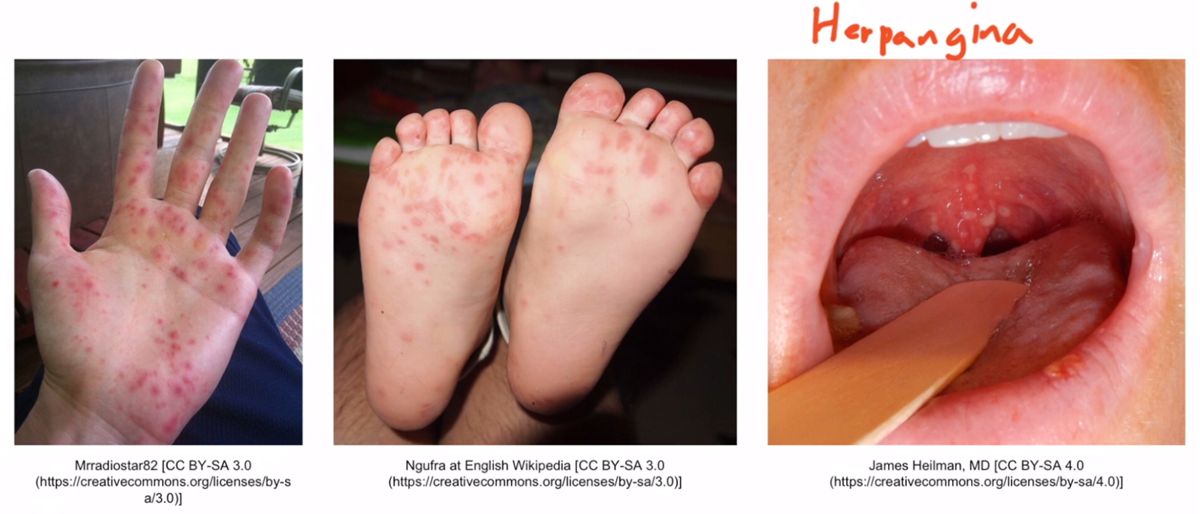 Herpangina
Mrradiostar82 [CC BY-SA 3.0
(https://creativecommons.org/licenses/by-s
a/3.0)]
Ngufra at English Wikipedia [CC BY-SA 3.0
(https://creativecommons.org/licenses/by-sa/3.0)]
James Heilman, MD [CC BY-SA 4.0
(https://creativecommons.org/licenses/by-sa/4.0)]